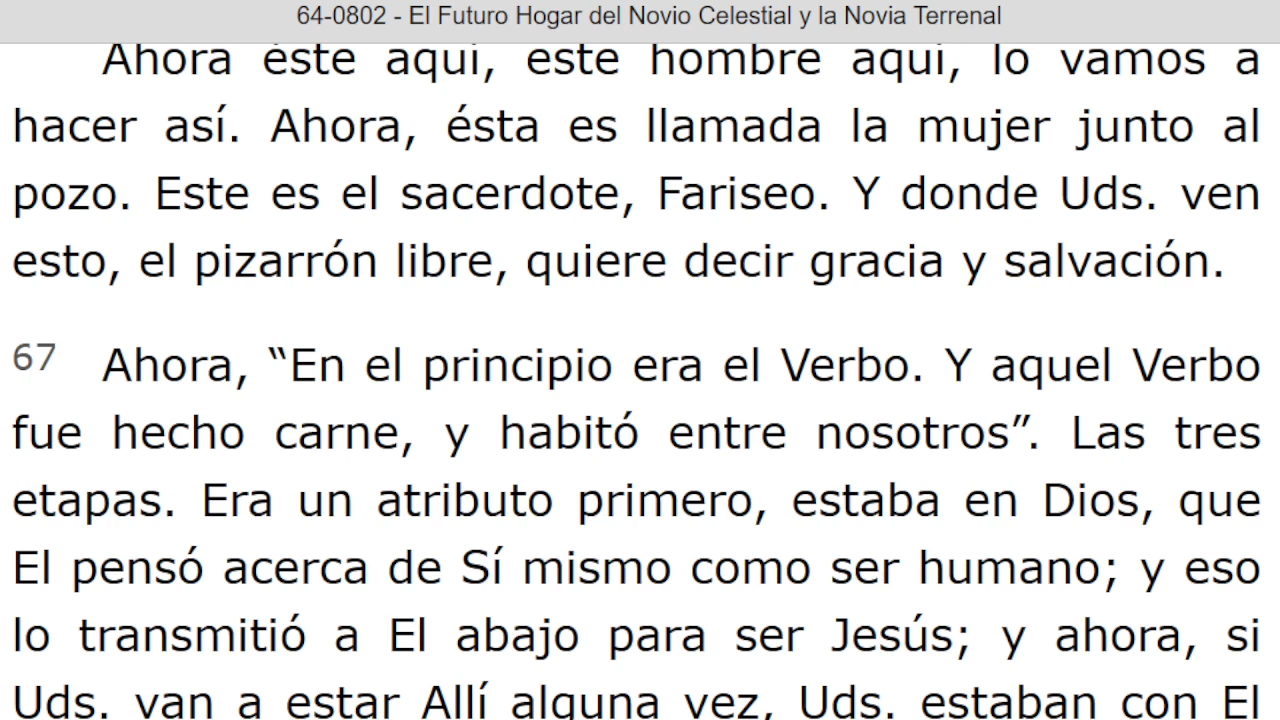 64-0802 - El Futuro Hogar del Novio Celestial y la Novia Terrenal
Ahora éste aquí, este hombre aquí, lo vamos a
hacer así. Ahora, ésta es llamada la mujer junto al
pozo. Este es el sacerdote, Fariseo. Y donde Uds. ven
esto, el pizarrón libre, quiere decir gracia y salvación.
67 Ahora, “En el principio era el Verbo. Y aquel Verbo
fue hecho carne, y habitó entre nosotros”. Las tres
etapas. Era un atributo primero, estaba en Dios, que
El pensó acerca de Sí mismo como ser humano; y eso
lo transmitió a El abajo para ser Jesús; y ahora, si
Uds. van a estar Allí alguna vez, Uds. estaban con El